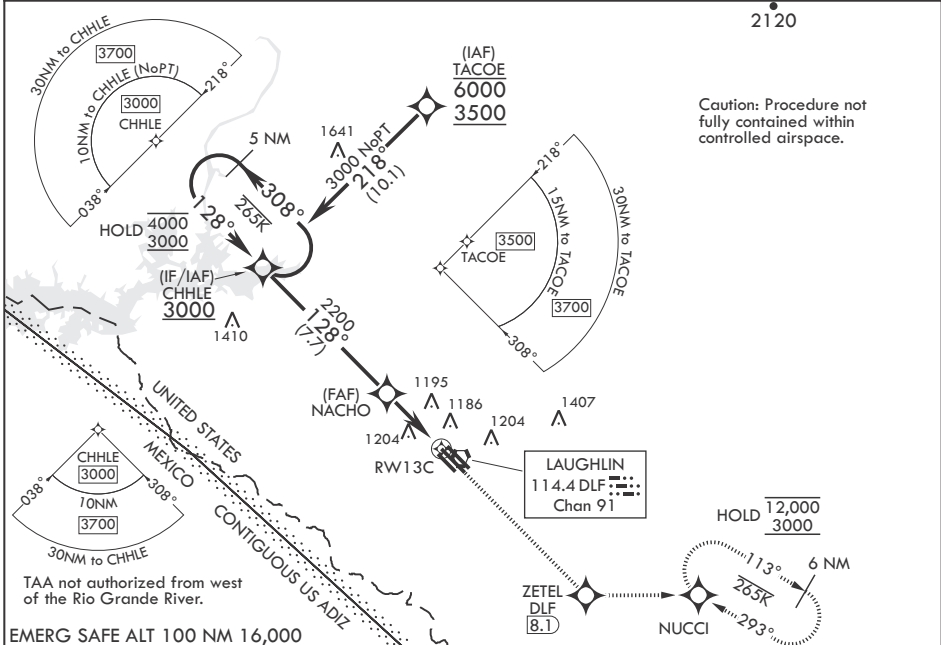 2120
30NM to CHHLE
3700
10NM to CHHLE (NoPT)
218°
3000
CHHLE
038°
(IAF)
TACOE
6000
3500
Caution: Procedure not
fully contained within
controlled airspace.
5 NM
1641
3000 NoPT
218°
(10.1)
308°
265K
128°
HOLD 4000
3000
(IF/IAF)
CHHLE
3000
1410
218°
15NM to TACOE
30NM to TACOE
3500
TACOE
3700
308°
2200
128°
(7.7)
(FAF)
NACHO
1195
1186
1204
1204
1407
RW13C
LAUGHLIN
114.4 DLF
Chan 91
UNITED STATES
MEXICO
CONTIGUOUS US ADIZ
CHHLE
3000
038°
308°
10NM
3700
30NM to CHHLE
TAA not authorized from west
of the Rio Grande River.
HOLD 12,000
3000
113°
6 NM
265K
293°
ZETEL
DLF
8.1
NUCCI
EMERG SAFE ALT 100 NM 16,000